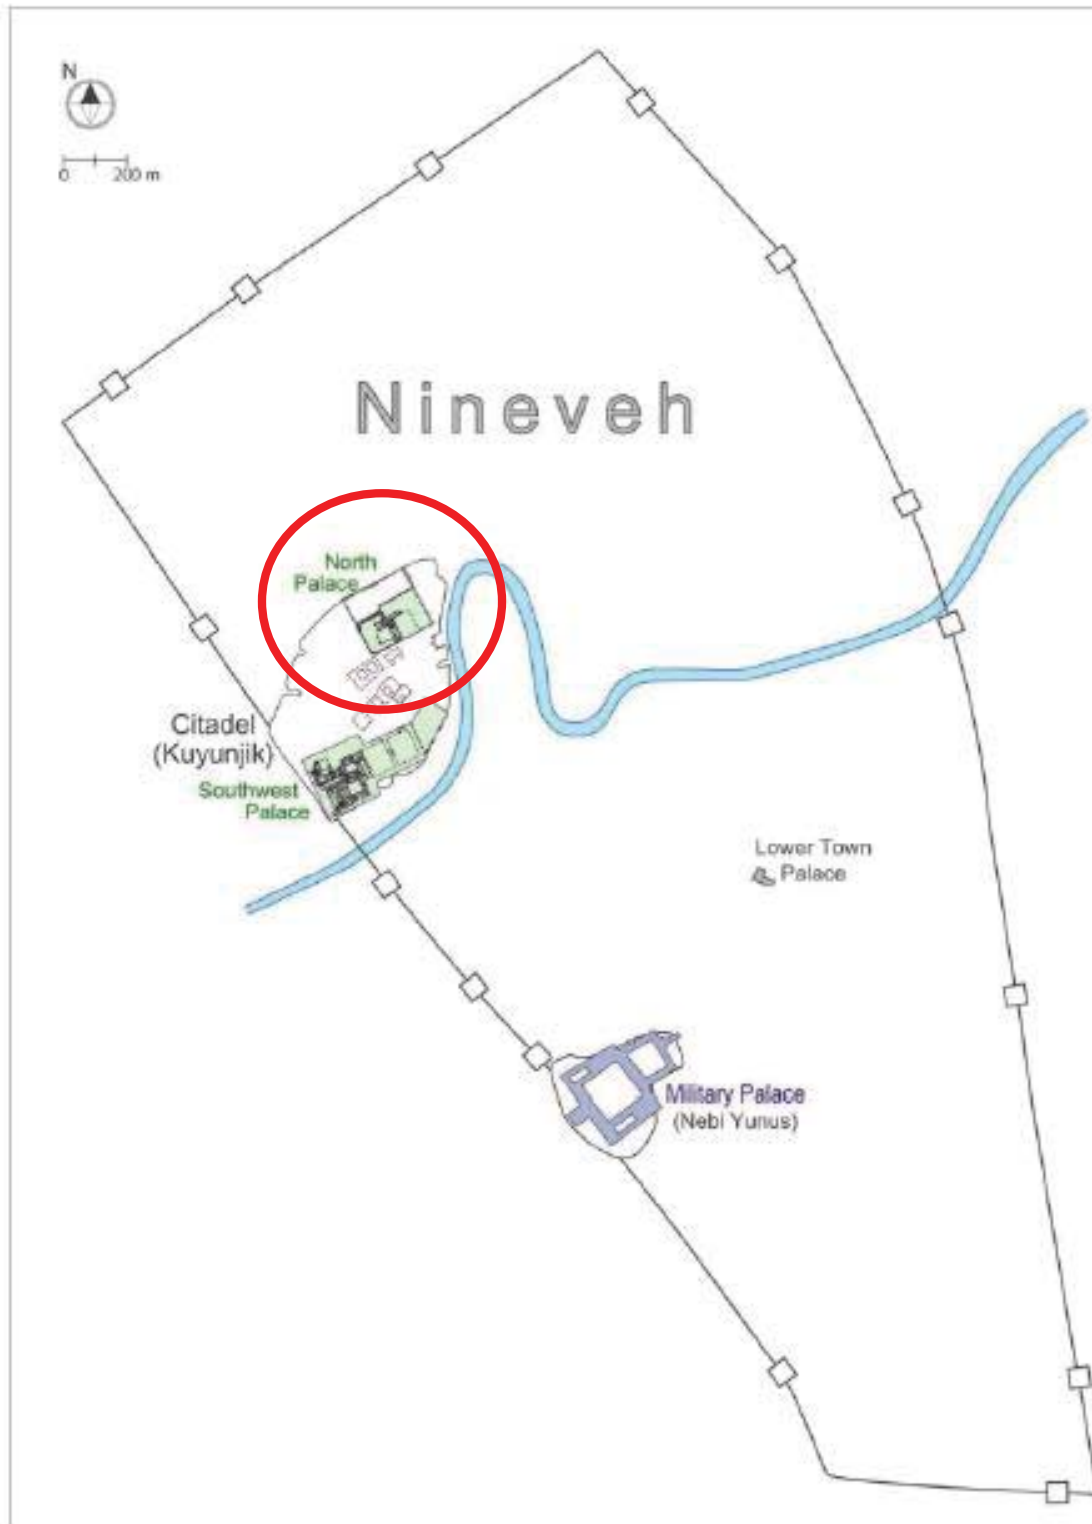 N
0 200 m
Nineveh
North
Palace
Citadel
(Kuyunjik)
Southwest
Palace
Lower Town
Palace
Military Palace
(Nebi Yunus)